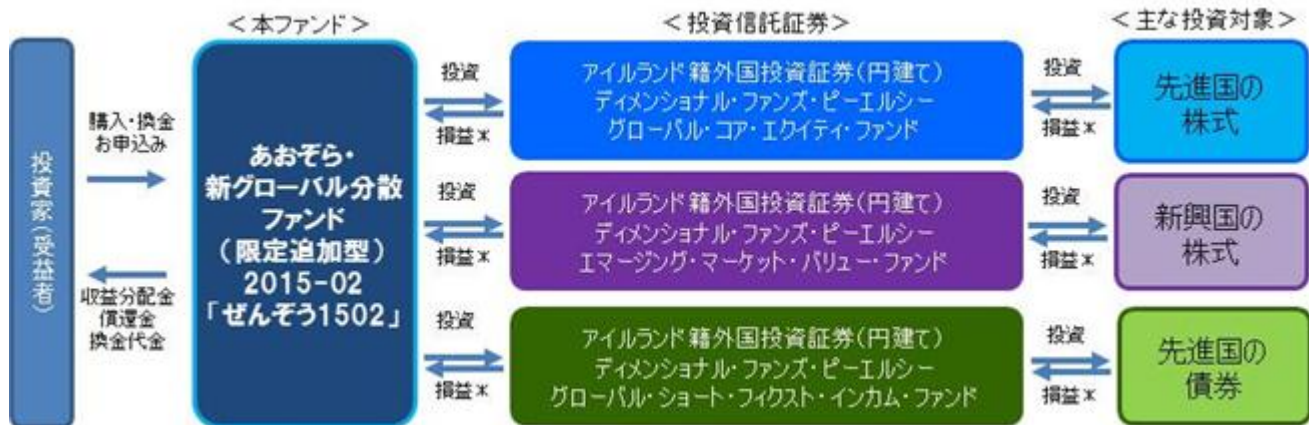 ＜本ファンド＞
＜投資信託証券＞
＜主な投資対象＞
投資家(受益者)
購入・換金
お申込み
収益分配金
償還金
換金代金
あおぞら・
新グローバル分散
ファンド
(限定追加型)
2015-02
「ぜんぞう1502」
投資
損益＊
アイルランド籍外国投資証券(円建て)
ディメンショナル・ファンズ・ピーエルシー
グローバル・コア・エクイティ・ファンド
投資
損益＊
先進国の
株式
投資
損益＊
アイルランド籍外国投資証券(円建て)
ディメンショナル・ファンズ・ピーエルシー
エマージング・マーケット・バリュー・ファンド
投資
損益＊
新興国の
株式
投資
損益＊
アイルランド籍外国投資証券(円建て)
ディメンショナル・ファンズ・ピーエルシー
グローバル・ショート・フィクスト・インカム・ファンド
投資
損益＊
先進国の
債券